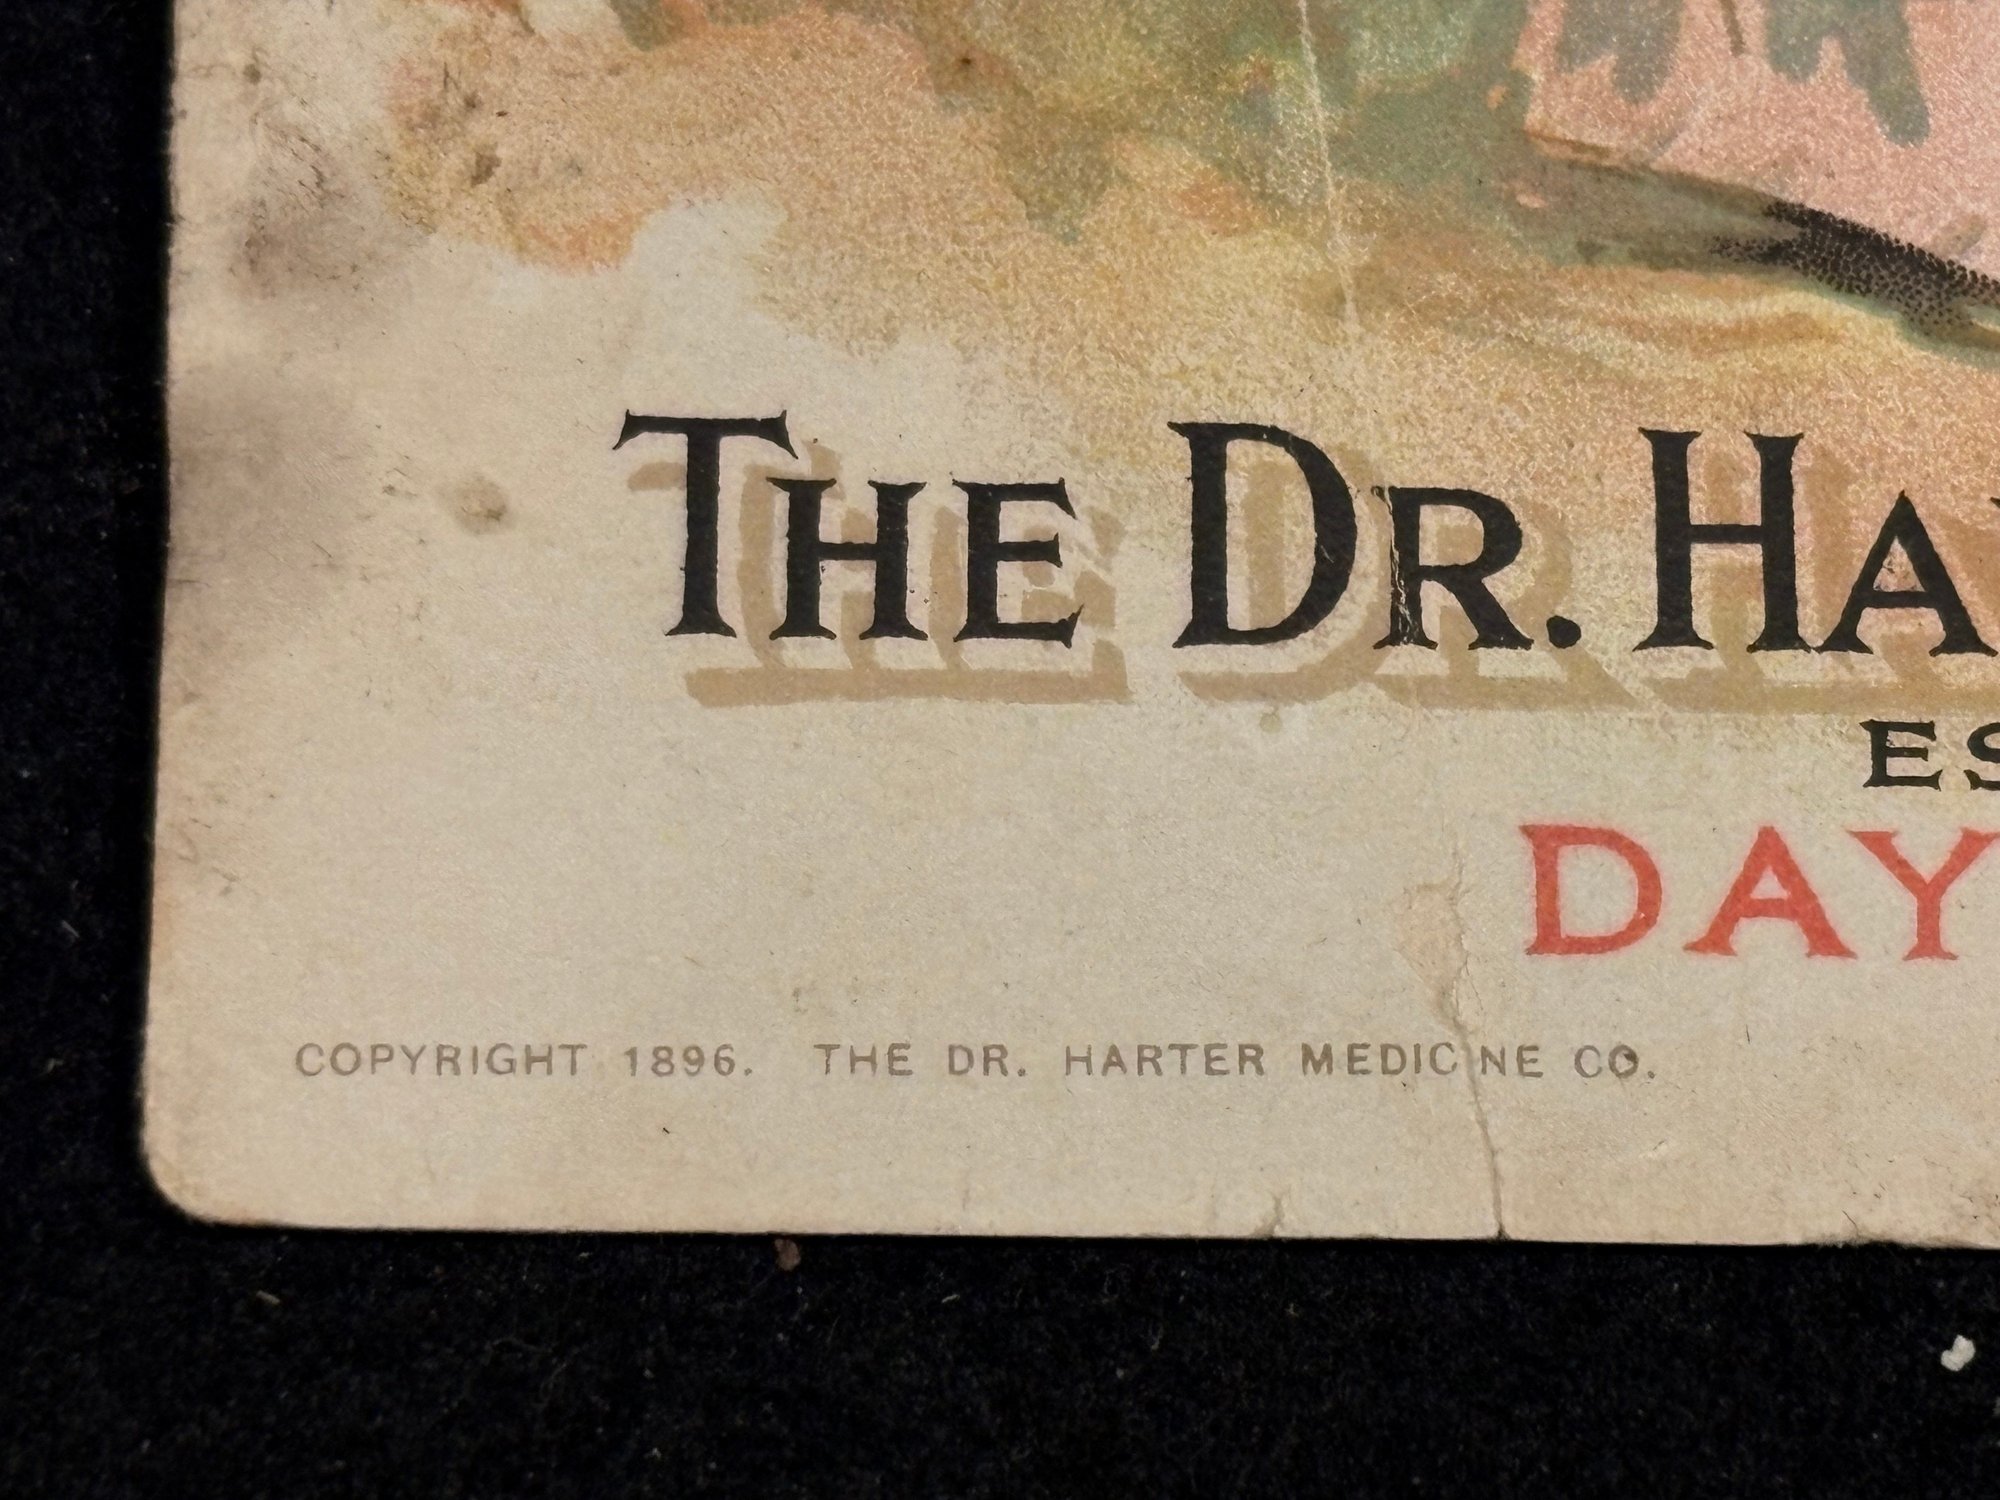 THE DR. HA
ES
DAY
COPYRIGHT 1896. THE DR. HARTER MEDICINE CO.